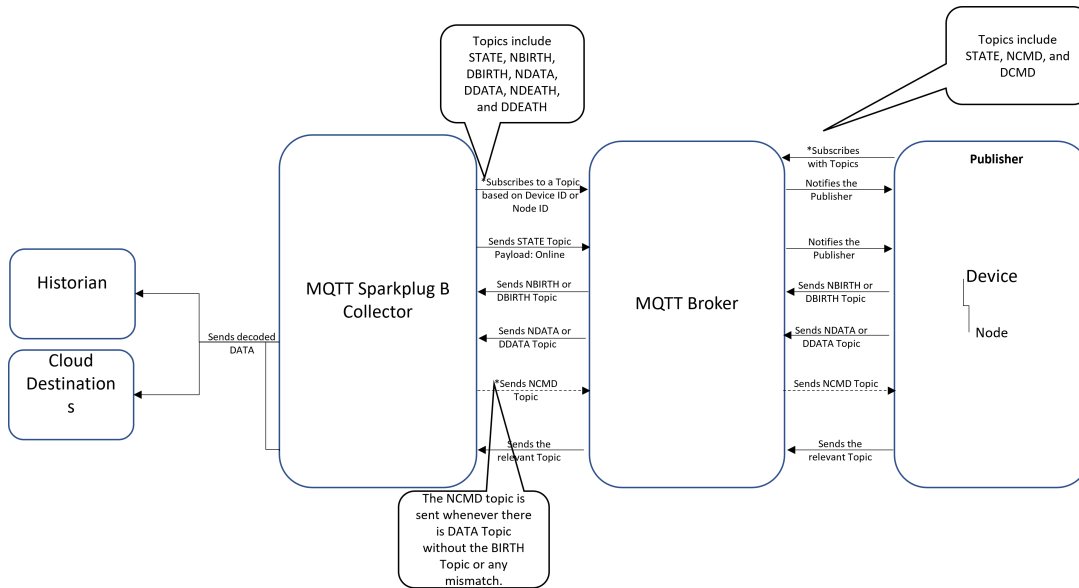 Topics include
STATE, NBIRTH,
DBIRTH, NDATA,
DDATA, NDEATH,
and DDEATH
Topics include
STATE, NCMD, and
DCMD
Historian
Cloud
Destination
s
Sends decoded
DATA
MQTT Sparkplug B
Collector
*Subscribes to a Topic
based on Device ID or
Node ID
Sends STATE Topic
Payload: Online
Sends NBIRTH or
DBIRTH Topic
Sends NDATA or
DDATA Topic
*Sends NCMD
Topic
Sends the
relevant Topic
The NCMD topic is
sent whenever there
is DATA Topic
without the BIRTH
Topic or any
mismatch.
MQTT Broker
*Subscribes
with Topics
Notifies the
Publisher
Notifies the
Publisher
Sends NBIRTH or
DBIRTH Topic
Sends NDATA or
DDATA Topic
Sends NCMD Topic
Sends the
relevant Topic
Publisher
Device
Node